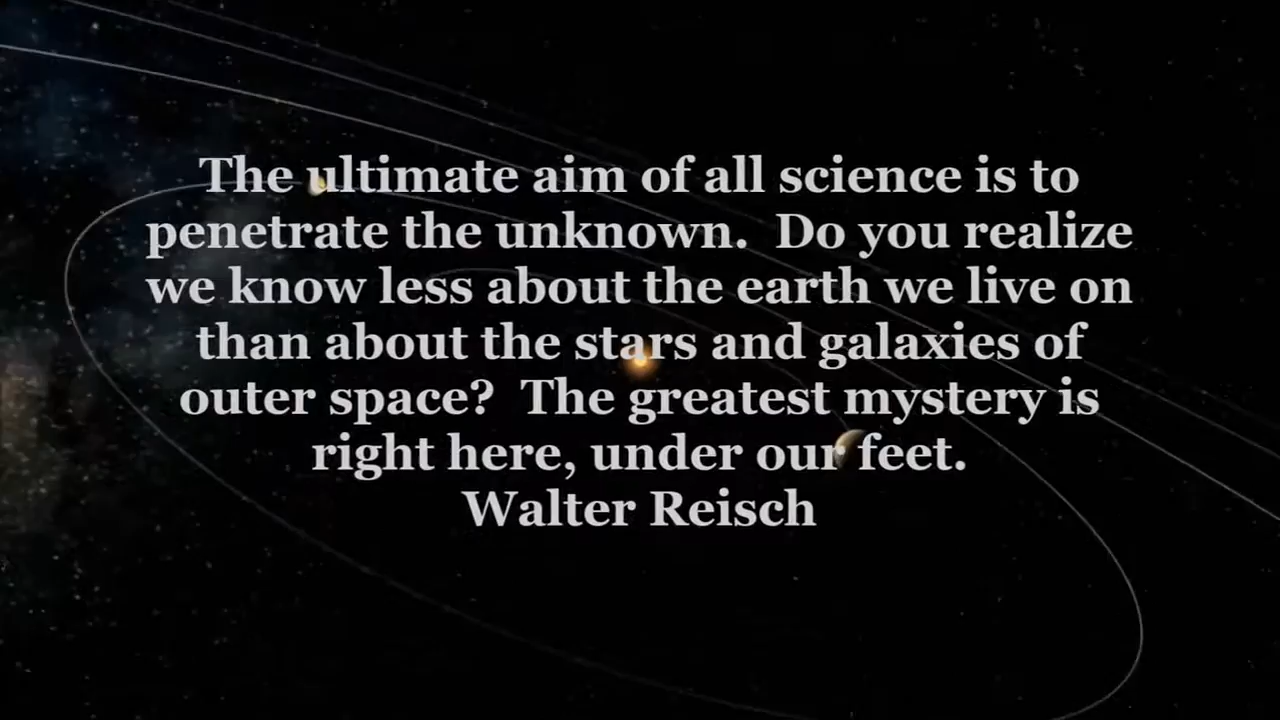 The ultimate aim of all science is to
penetrate the unknown.  Do you realize
we know less about the earth we live on
than about the stars and galaxies of
outer space?  The greatest mystery is
right here, under our feet.
Walter Reisch